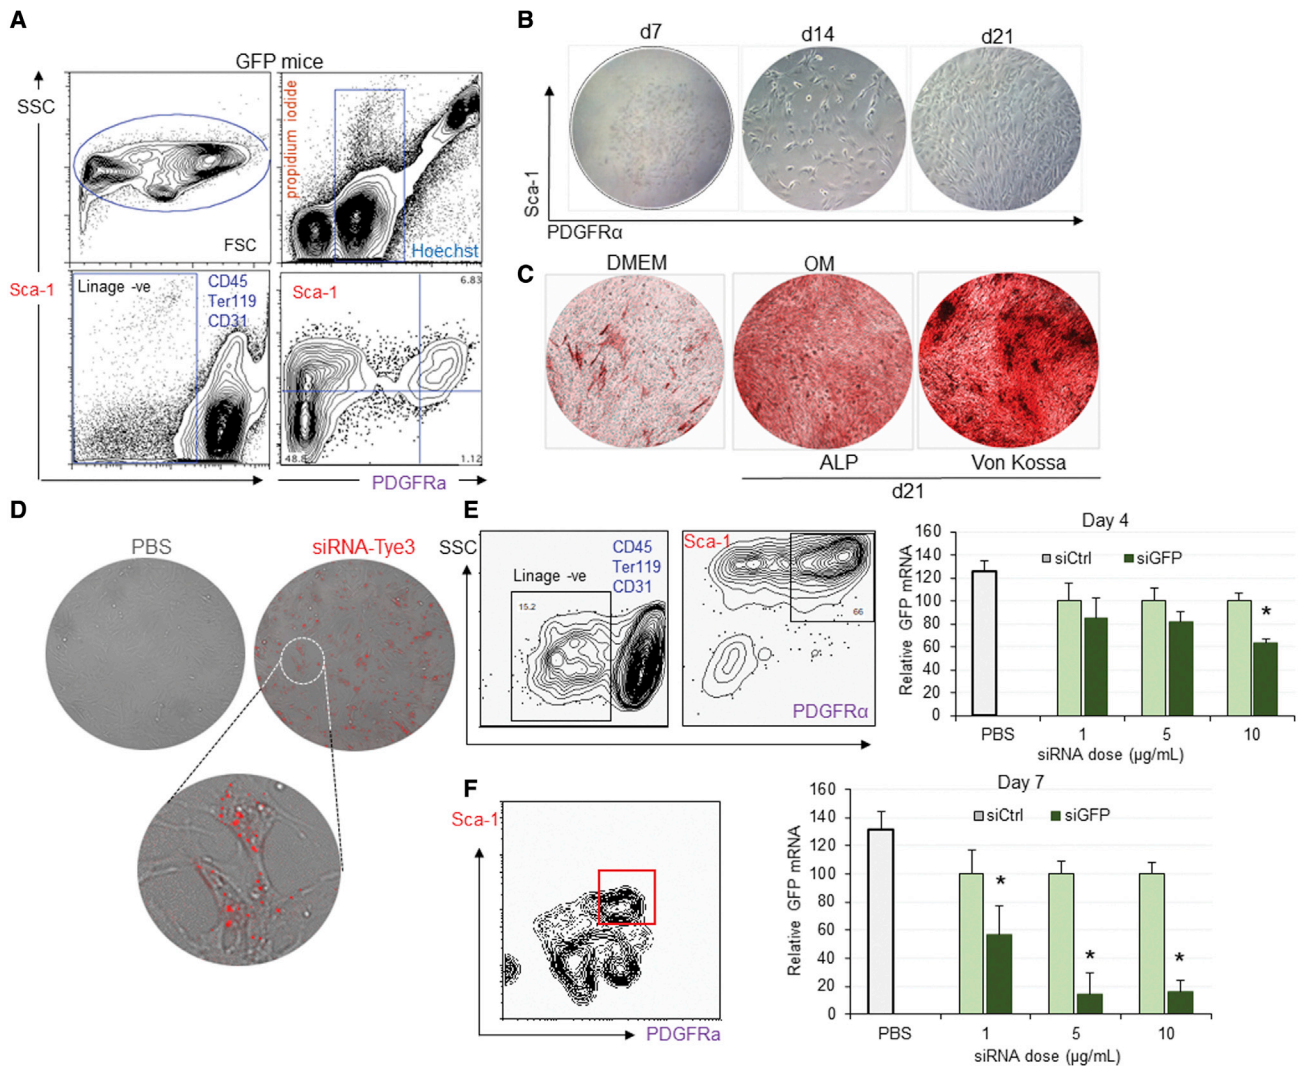 A
GFP mice
SSC
FSC
propidium iodide
Hoechst
Sca-1
Linage -ve
CD45
Ter119
CD31
Sca-1
6.83
48.8
1.12
PDGFRa
B
d7
d14
d21
Sca-1
PDGFRα
C
DMEM
OM
ALP
Von Kossa
d21
D
PBS
siRNA-Tye3
E
SSC
CD45
Ter119
CD31
Linage -ve
15.2
Sca-1
66
PDGFRα
Day 4
siCtrl
siGFP
Relative GFP mRNA
160
140
120
100
80
60
40
20
0
*
PBS
1
5
10
siRNA dose (µg/mL)
F
Sca-1
PDGFRa
Day 7
siCtrl
siGFP
Relative GFP mRNA
160
140
120
100
80
60
40
20
0
*
*
*
PBS
1
5
10
siRNA dose (µg/mL)